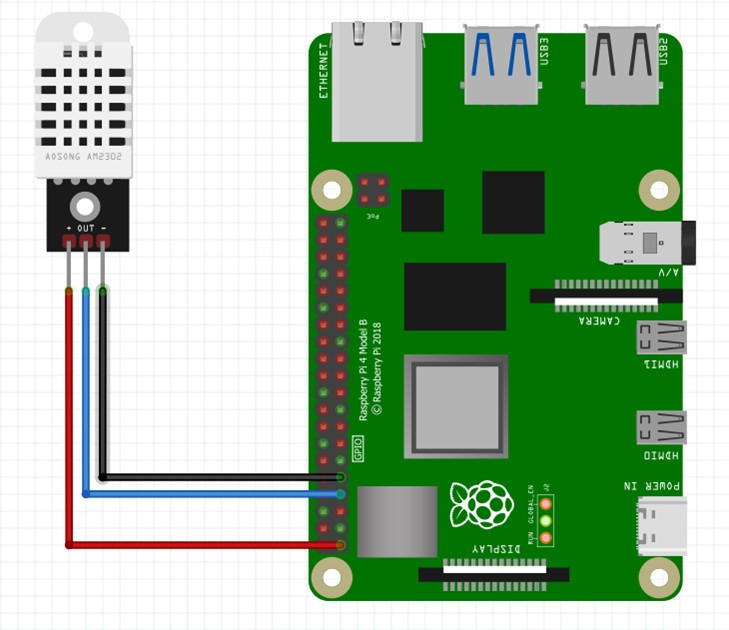 ETHERNET
USB3
USB2
AOSONG AM2302
+ OUT -
PoE
A/V
CAMERA
Raspberry Pi 4 Model B
© Raspberry Pi 2018
HDMI1
GPIO
HDMI0
POWER IN
J2
GLOBAL_EN
RUN
DISPLAY